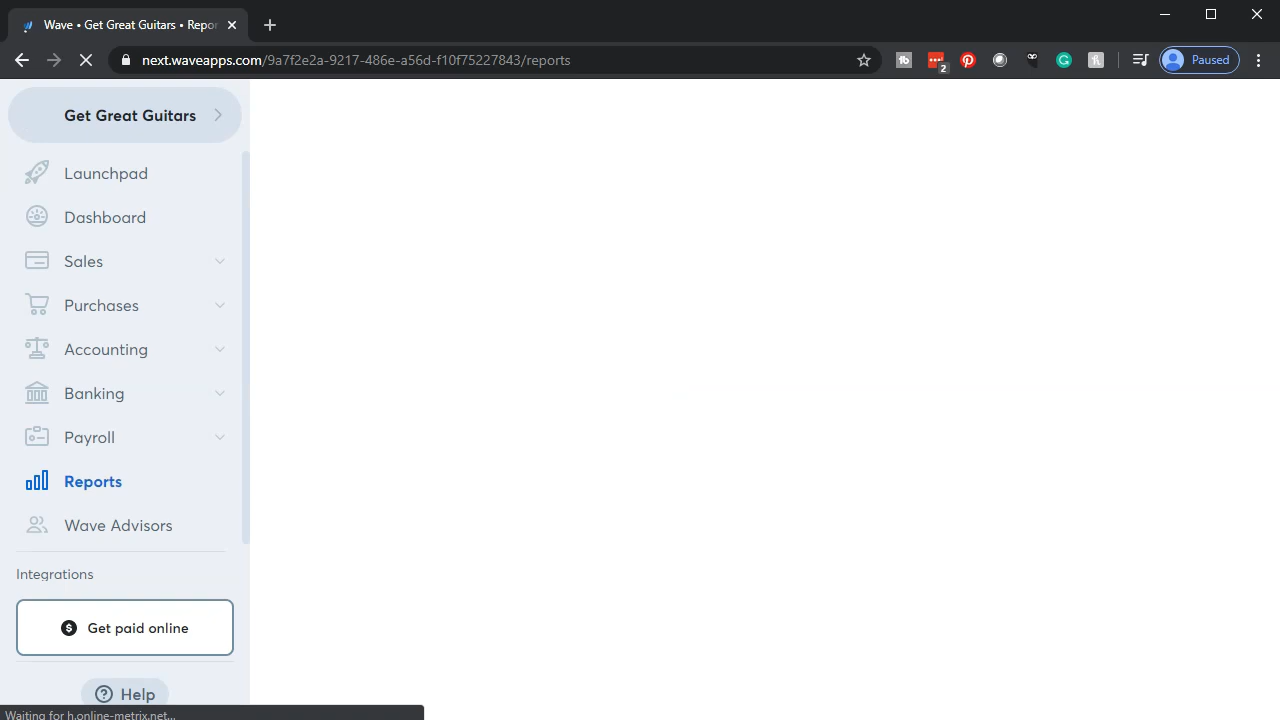 Wave • Get Great Guitars • Repor
next.waveapps.com/9a7f2e2a-9217-486e-a56d-f10f75227843/reports
2
Paused
Get Great Guitars
Launchpad
Dashboard
Sales
Purchases
Accounting
Banking
Payroll
Reports
Wave Advisors
Integrations
Get paid online
Help
Waiting for h.online-metrix.net...